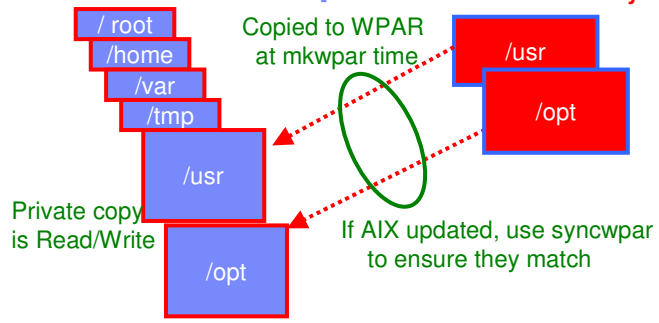 / root
/home
/var
/tmp
/usr
/opt
Private copy
is Read/Write
Copied to WPAR
at mkwpar time
/usr
/opt
If AIX updated, use syncwpar
to ensure they match